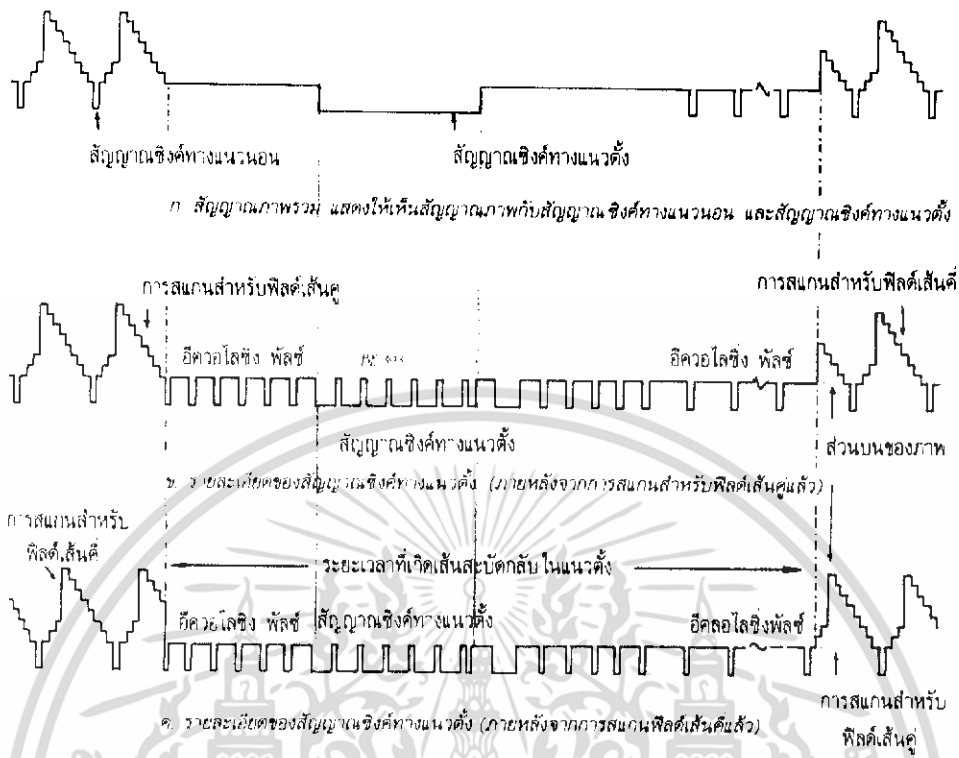 สัญญาณซิงค์ทางแนวนอน
สัญญาณซิงค์ทางแนวตั้ง
ก สัญญาณภาพรวม แสดงให้เห็นสัญญาณภาพกับสัญญาณซิงค์ทางแนวนอน และสัญญาณซิงค์ทางแนวตั้ง
การสแกนสำหรับฟิลด์เส้นคู่
การสแกนสำหรับฟิลด์เส้นคี่
อีควอไลซิง พัลซ์
อีควอไลซิง พัลซ์
สัญญาณซิงค์ทางแนวตั้ง
ส่วนบนของภาพ
ข. รายละเอียดของสัญญาณซิงค์ทางแนวตั้ง (ภายหลังจากการสแกนสำหรับฟิลด์เส้นคู่แล้ว)
การสแกนสำหรับ
ฟิลด์เส้นคี่
ระยะเวลาที่เกิดเส้นสะบัดกลับในแนวตั้ง
อีควอไลซิง พัลซ์
สัญญาณซิงค์ทางแนวตั้ง
อีคลอไลซิงพัลซ์
ค. รายละเอียดของสัญญาณซิงค์ทางแนวตั้ง (ภายหลังจากการสแกนฟิลด์เส้นคี่แล้ว)
การสแกนสำหรับ
ฟิลด์เส้นคู่